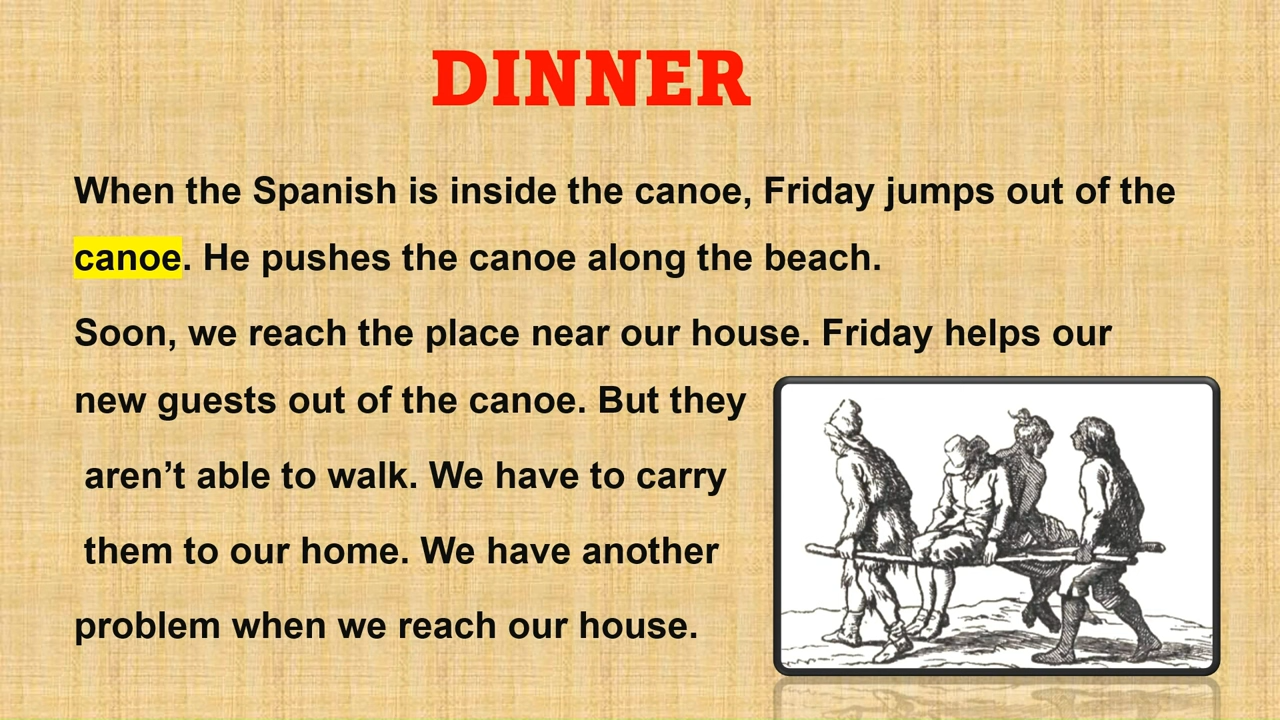 DINNER
When the Spanish is inside the canoe, Friday jumps out of the
canoe. He pushes the canoe along the beach.
Soon, we reach the place near our house. Friday helps our
new guests out of the canoe. But they
aren’t able to walk. We have to carry
them to our home. We have another
problem when we reach our house.